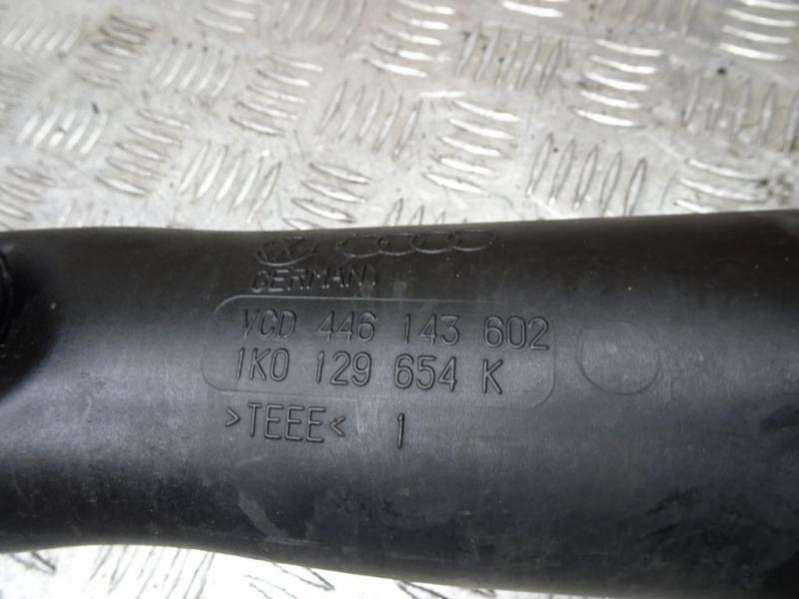 GERMANY
VCD 446 143 602
1K0 129 654 K
>TEEE< 1